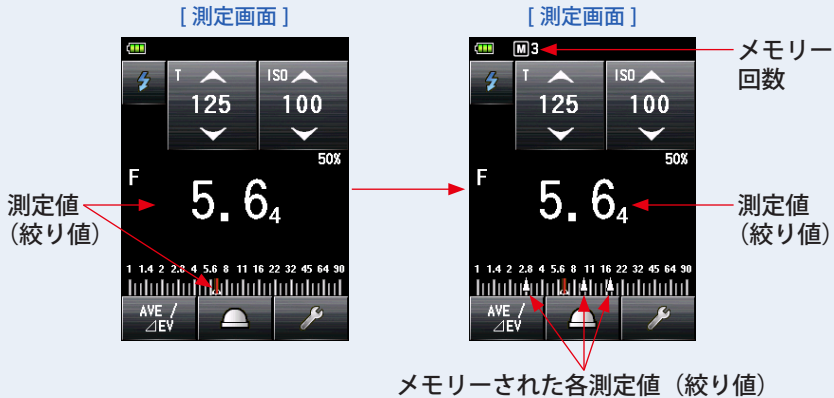 [ 測定画面 ]
[ 測定画面 ]
M 3
メモリー
回数
T
125
ISO
100
50%
F
5.6 4
1 1.4 2 2.8 4 5.6 8 11 16 22 32 45 64 90
AVE /
⊿EV
T
125
ISO
100
50%
F
5.6 4
1 1.4 2 2.8 4 5.6 8 11 16 22 32 45 64 90
AVE /
⊿EV
測定値
(絞り値)
測定値
(絞り値)
メモリーされた各測定値（絞り値）